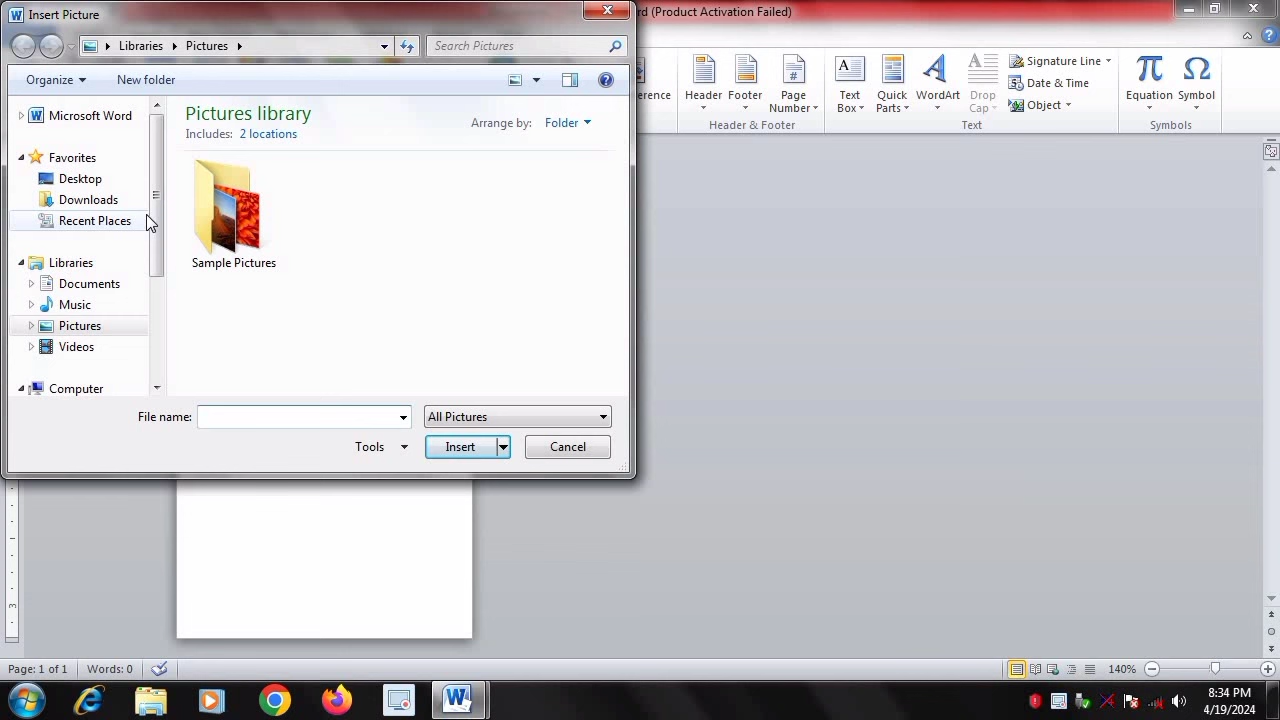 Insert Picture
rd (Product Activation Failed)
Libraries
Pictures
Search Pictures
Organize
New folder
Microsoft Word
Favorites
Desktop
Downloads
Recent Places
Libraries
Documents
Music
Pictures
Videos
Computer
Pictures library
Includes: 2 locations
Arrange by: Folder
Sample Pictures
File name:
All Pictures
Tools
Insert
Cancel
erence
Header
Footer
Page
Number
Header & Footer
Text
Box
Quick
Parts
WordArt
Drop
Cap
Signature Line
Date & Time
Object
Text
Equation
Symbol
Symbols
3
Page: 1 of 1
Words: 0
140%
8:34 PM
4/19/2024